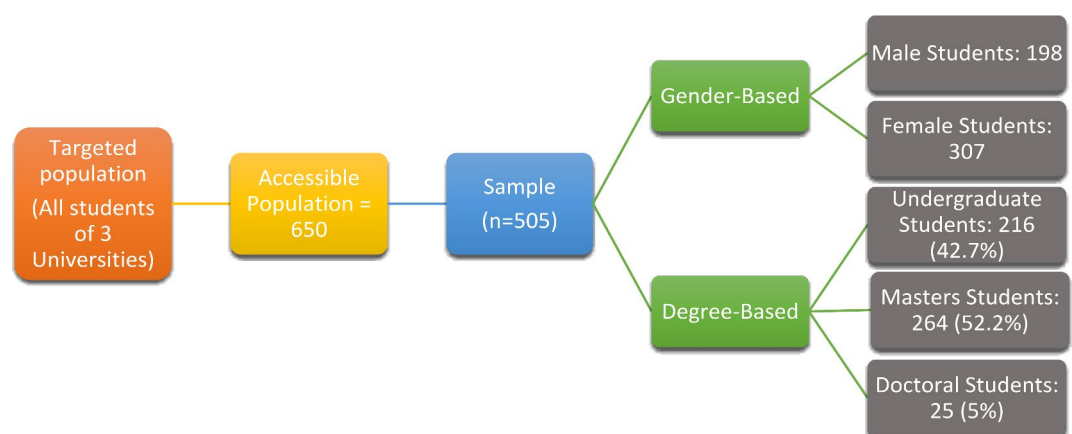 Targeted
population
(All students
of 3
Universities)
Accessible
Population =
650
Sample
(n=505)
Gender-Based
Male Students: 198
Female Students:
307
Degree-Based
Undergraduate
Students: 216
(42.7%)
Masters Students:
264 (52.2%)
Doctoral Students:
25 (5%)